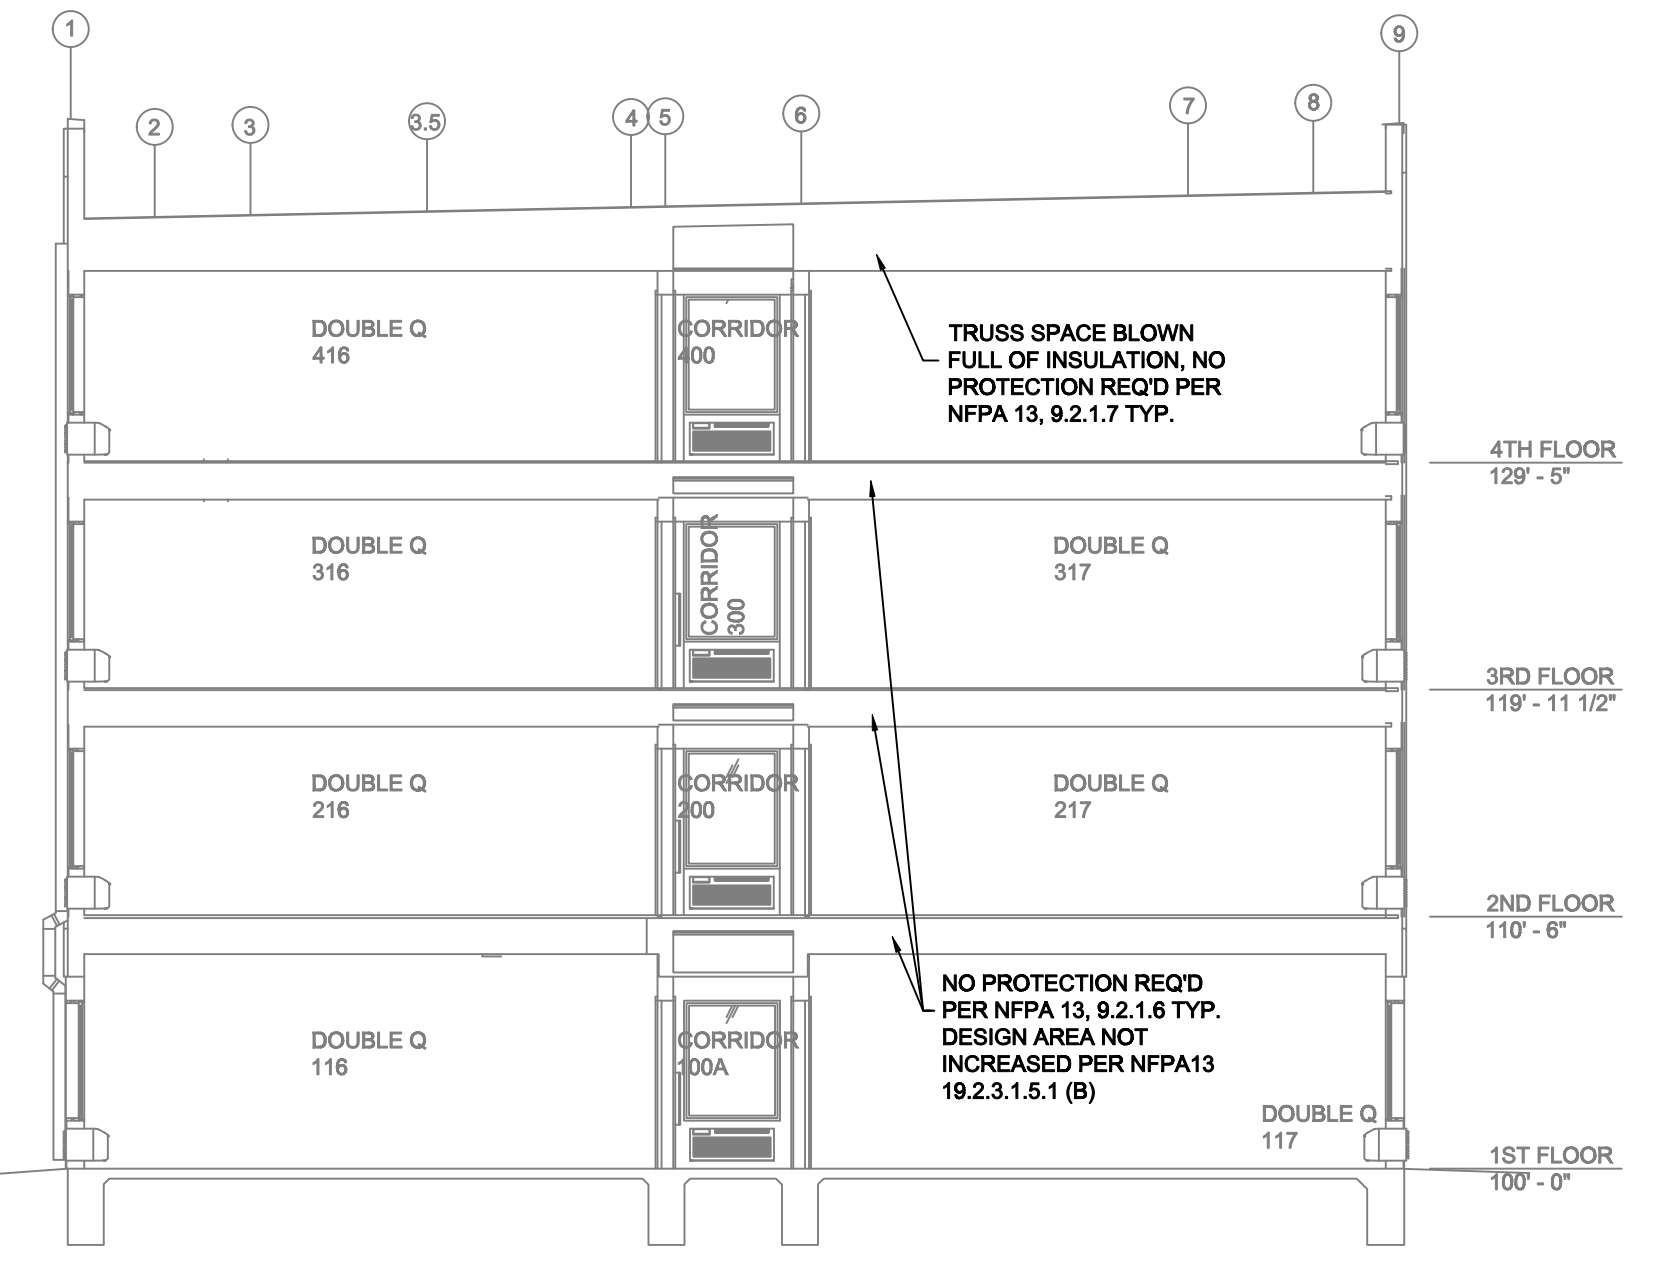 1
9
2
3
3.5
4
5
6
7
8
DOUBLE Q
416
CORRIDOR
400
TRUSS SPACE BLOWN
FULL OF INSULATION, NO
PROTECTION REQ'D PER
NFPA 13, 9.2.1.7 TYP.
4TH FLOOR
129' - 5"
DOUBLE Q
316
CORRIDOR
300
DOUBLE Q
317
3RD FLOOR
119' - 11 1/2"
DOUBLE Q
216
CORRIDOR
200
DOUBLE Q
217
2ND FLOOR
110' - 6"
NO PROTECTION REQ'D
PER NFPA 13, 9.2.1.6 TYP.
DESIGN AREA NOT
INCREASED PER NFPA13
19.2.3.1.5.1 (B)
DOUBLE Q
116
CORRIDOR
100A
DOUBLE Q
117
1ST FLOOR
100' - 0"